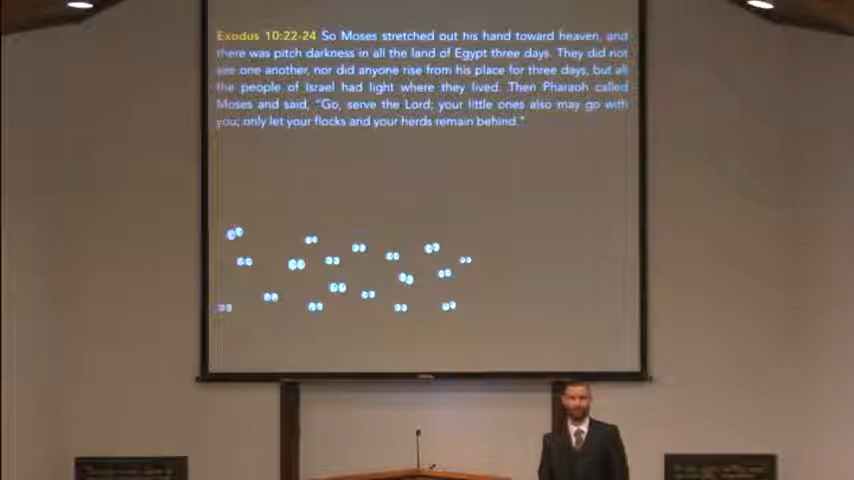 Exodus 10:22-24 So Moses stretched out his hand toward heaven, and
there was pitch darkness in all the land of Egypt three days. They did not
see one another, nor did anyone rise from his place for three days, but all
the people of Israel had light where they lived. Then Pharaoh called
Moses and said, "Go, serve the Lord; your little ones also may go with
you; only let your flocks and your herds remain behind."